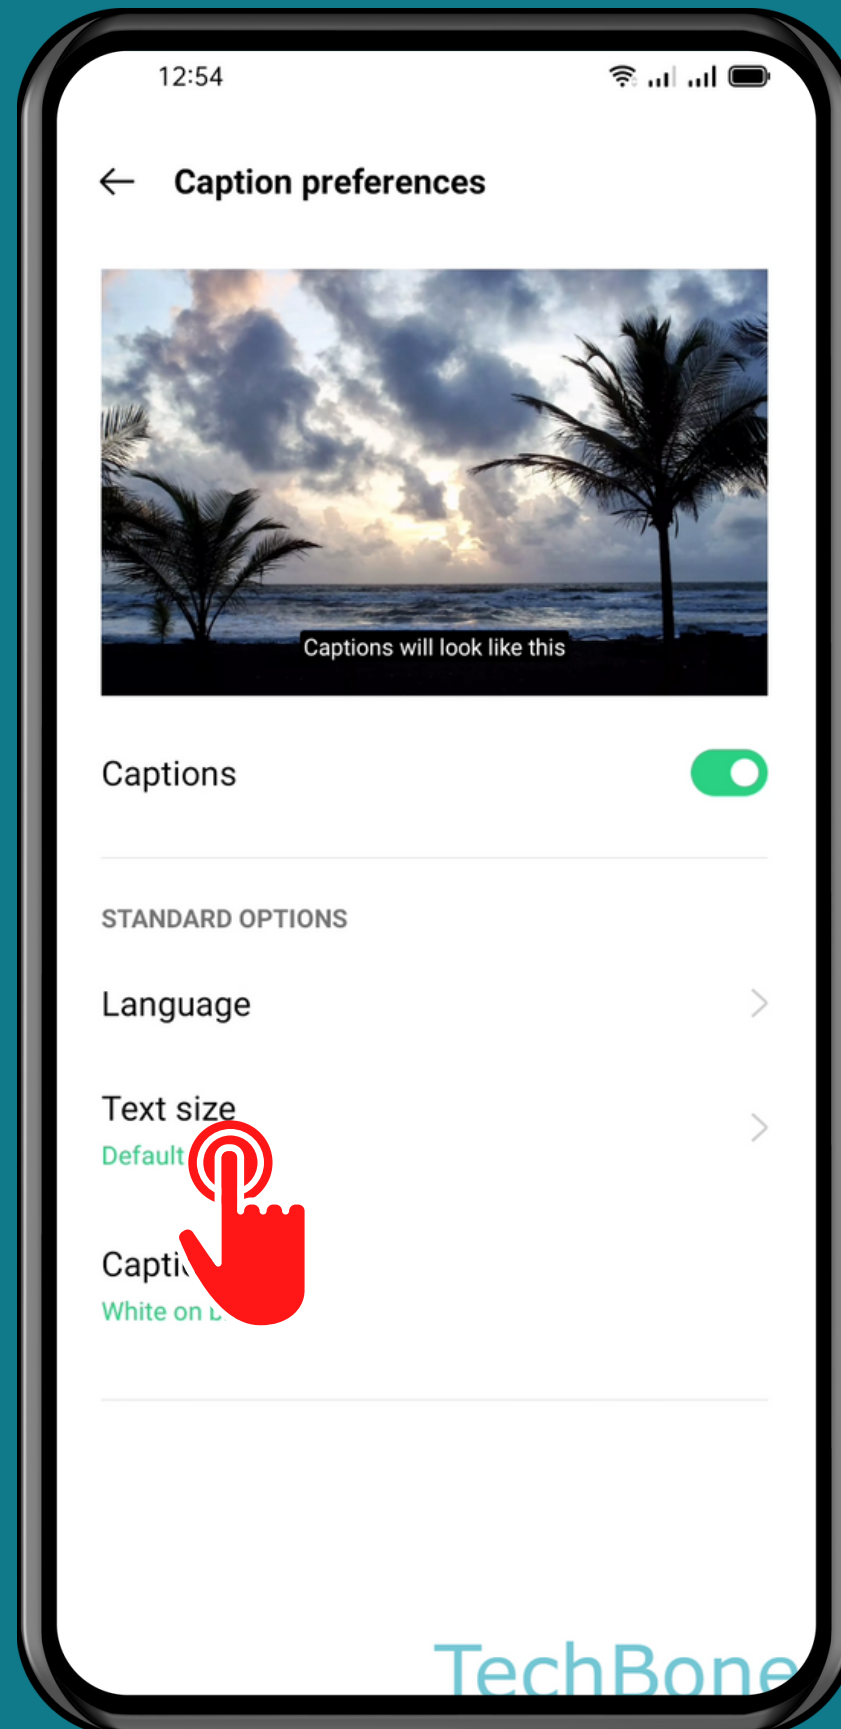 12:54
Caption preferences
Captions will look like this
Captions
STANDARD OPTIONS
Language
Text size
Default
White on
TechBone